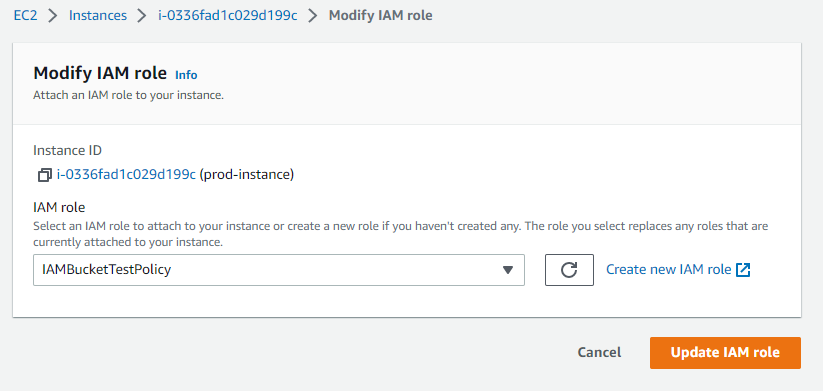 EC2 > Instances > i-0336fad1c029d199c > Modify IAM role
Modify IAM role Info
Attach an IAM role to your instance.
Instance ID
i-0336fad1c029d199c (prod-instance)
IAM role
Select an IAM role to attach to your instance or create a new role if you haven't created any. The role you select replaces any roles that are
currently attached to your instance.
IAMBucketTestPolicy Create new IAM role
Cancel Update IAM role